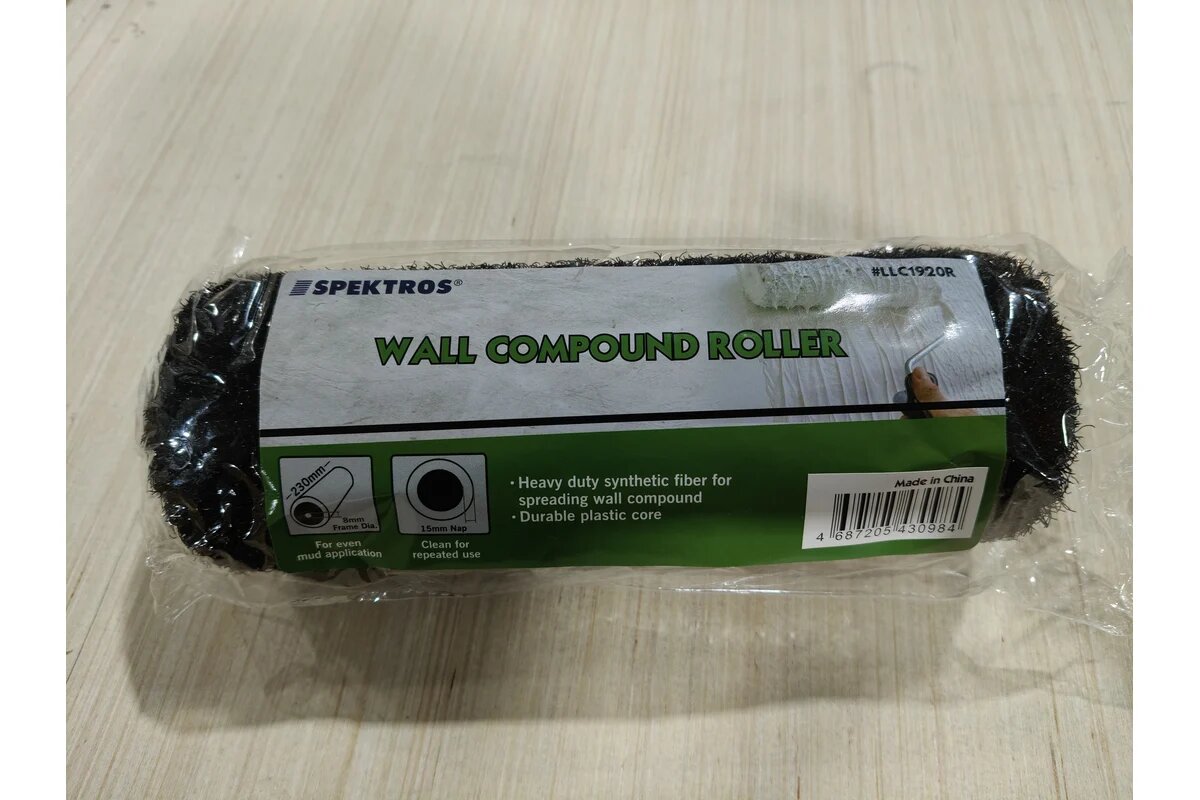 SPEKTROS®
#LLC1920R
WALL COMPOUND ROLLER
230mm
8mm
Frame Dia.
For even
mud application
15mm Nap
Clean for
repeated use
· Heavy duty synthetic fiber for
spreading wall compound
· Durable plastic core
Made in China
4 687205 430984